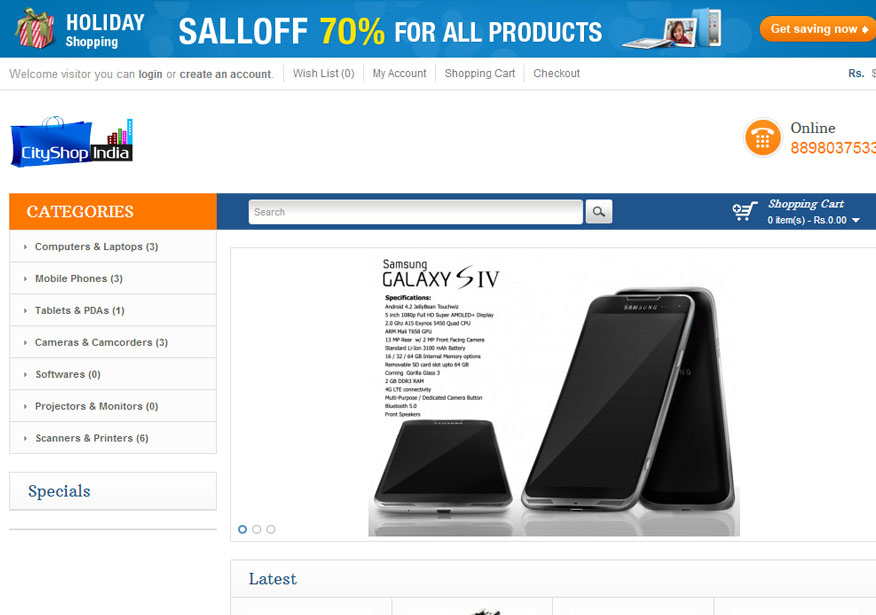 HOLIDAY
Shopping
SALLOFF 70% FOR ALL PRODUCTS
Get saving now
Welcome visitor you can login or create an account.
Wish List (0)
My Account
Shopping Cart
Checkout
Rs.
CityShop India
Online
8898037533
CATEGORIES
Search
Shopping Cart
0 item(s) - Rs.0.00
Computers & Laptops (3)
Mobile Phones (3)
Tablets & PDAs (1)
Cameras & Camcorders (3)
Softwares (0)
Projectors & Monitors (0)
Scanners & Printers (6)
Specials
Samsung
GALAXY S IV
Specifications:
Android 4.2 JellyBean Touchwiz
5 inch 1080p Full HD Super AMOLED+ Display
2.0 Ghz A15 Exynos 5450 Quad CPU
ARM Mali T658 GPU
13 MP Rear w/ 2 MP Front Facing Camera
Standard Li-Ion 3100 mAh Battery
16 / 32 / 64 GB Internal Memory options
Removable SD card slot upto 64 GB
Corning Gorilla Glass 3
2 GB DDR3 RAM
4G LTE connectivity
Multi-Purpose / Dedicated Camera Button
Bluetooth 5.0
Front Speakers
SAMSUNG
SAMSUNG
Latest